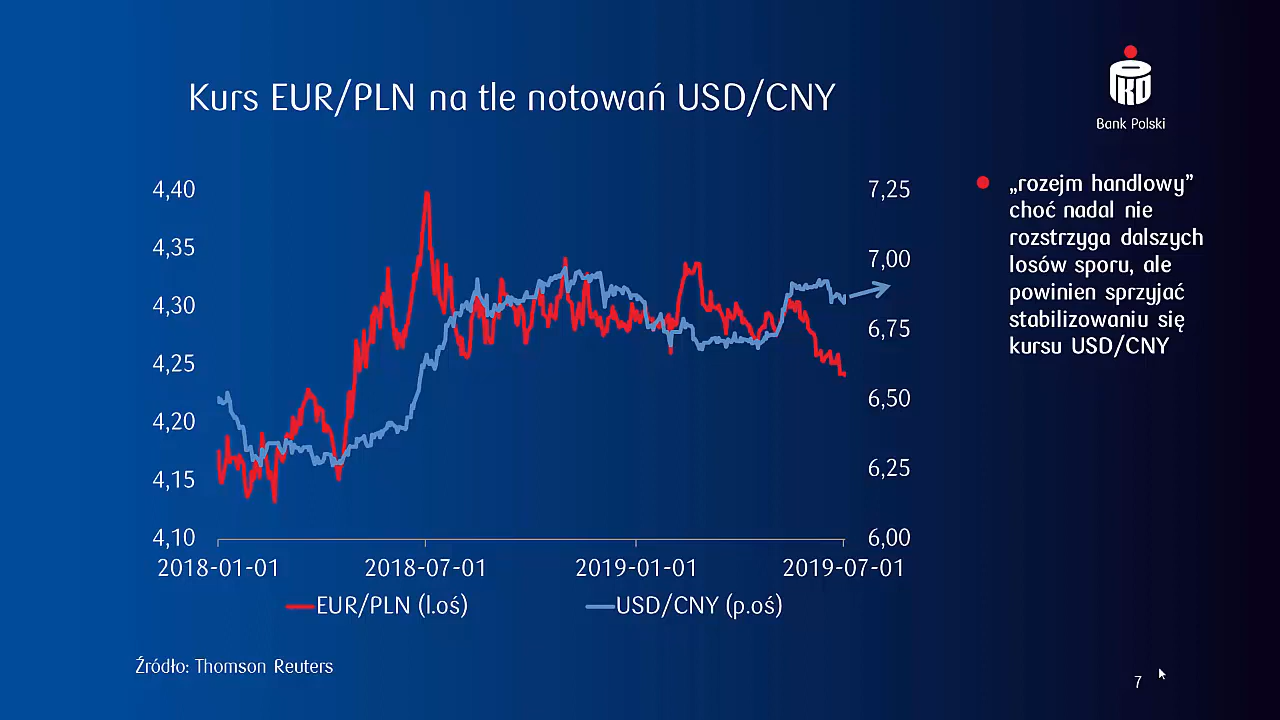 Kurs EUR/PLN na tle notowań USD/CNY
PKO
Bank Polski
4,40
4,35
4,30
4,25
4,20
4,15
4,10
7,25
7,00
6,75
6,50
6,25
6,00
2018-01-01
2018-07-01
2019-01-01
2019-07-01
EUR/PLN (l.oś)
USD/CNY (p.oś)
„rozejm handlowy”
choć nadal nie
rozstrzyga dalszych
losów sporu, ale
powinien sprzyjać
stabilizowaniu się
kursu USD/CNY
Źródło: Thomson Reuters
7